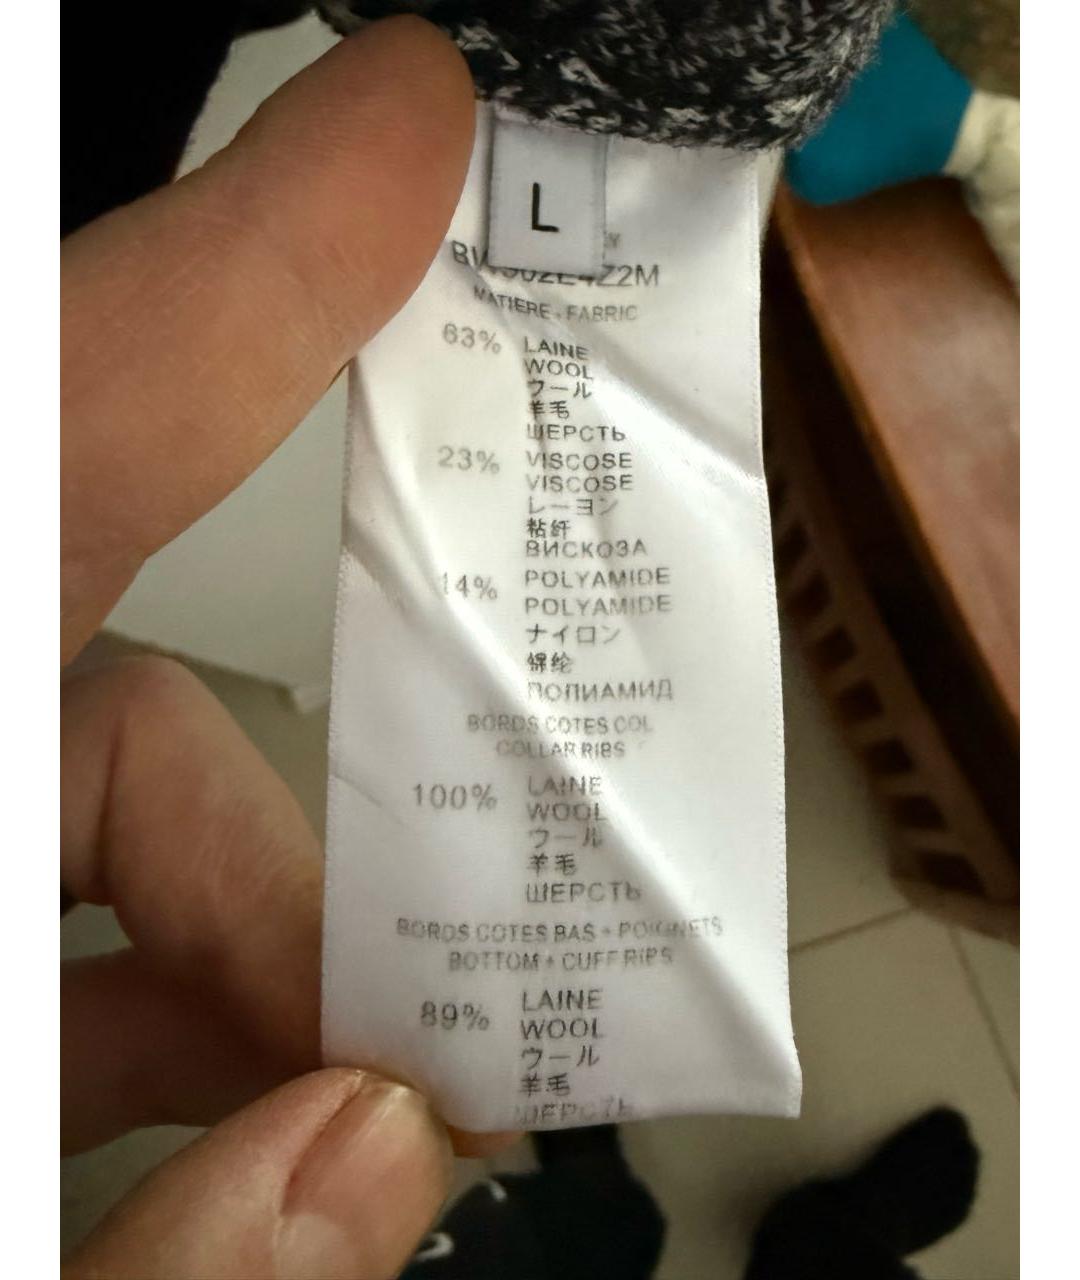 L
MATIERE - FABRIC
63% LAINE
WOOL
ウール
羊毛
ШЕРСТЬ
23% VISCOSE
VISCOSE
レーヨン
粘纤
ВИСКОЗА
14% POLYAMIDE
POLYAMIDE
ナイロン
锦纶
ПОЛИАМИД
BORDS COTES COL
COLLAR RIBS
100% LAINE
WOOL
ウール
羊毛
ШЕРСТЬ
BORDS COTES BAS + POIGNETS
BOTTOM + CUFF RIBS
89% LAINE
WOOL
ウール
羊毛
ШЕРСТЬ